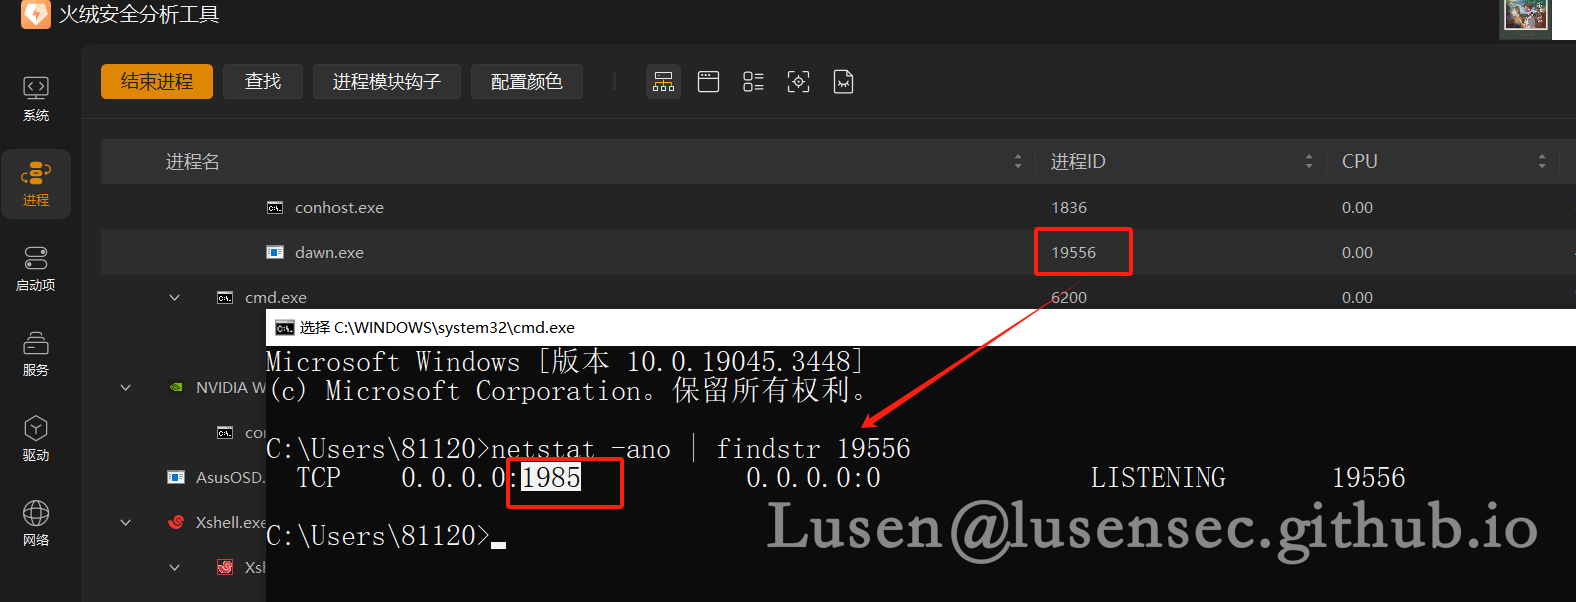 火绒安全分析工具
结束进程 查找 进程模块钩子 配置颜色
系统
进程
启动项
服务
驱动
网络
进程名 进程ID CPU
conhost.exe 1836 0.00
dawn.exe 19556 0.00
cmd.exe 6200 0.00
NVIDIA W
co
AsusOSD.
Xshell.exe
Xsh
选择 C:\WINDOWS\system32\cmd.exe
Microsoft Windows [版本 10.0.19045.3448]
(c) Microsoft Corporation。保留所有权利。
C:\Users\81120>netstat -ano | findstr 19556
TCP 0.0.0.0:1985 0.0.0.0:0 LISTENING 19556
C:\Users\81120>
Lusen@lusensec.github.io